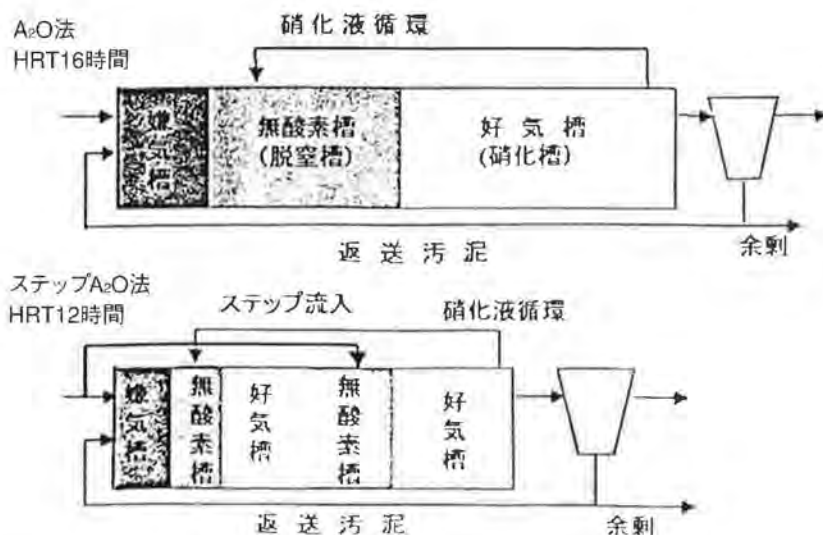 A₂O法
HRT16時間
硝化液循環
嫌気槽
無酸素槽
(脱窒槽)
好気槽
(硝化槽)
返送汚泥
余剰
ステップA₂O法
HRT12時間
ステップ流入
硝化液循環
嫌気槽
無酸素槽
好気槽
無酸素槽
好気槽
返送汚泥
余剰